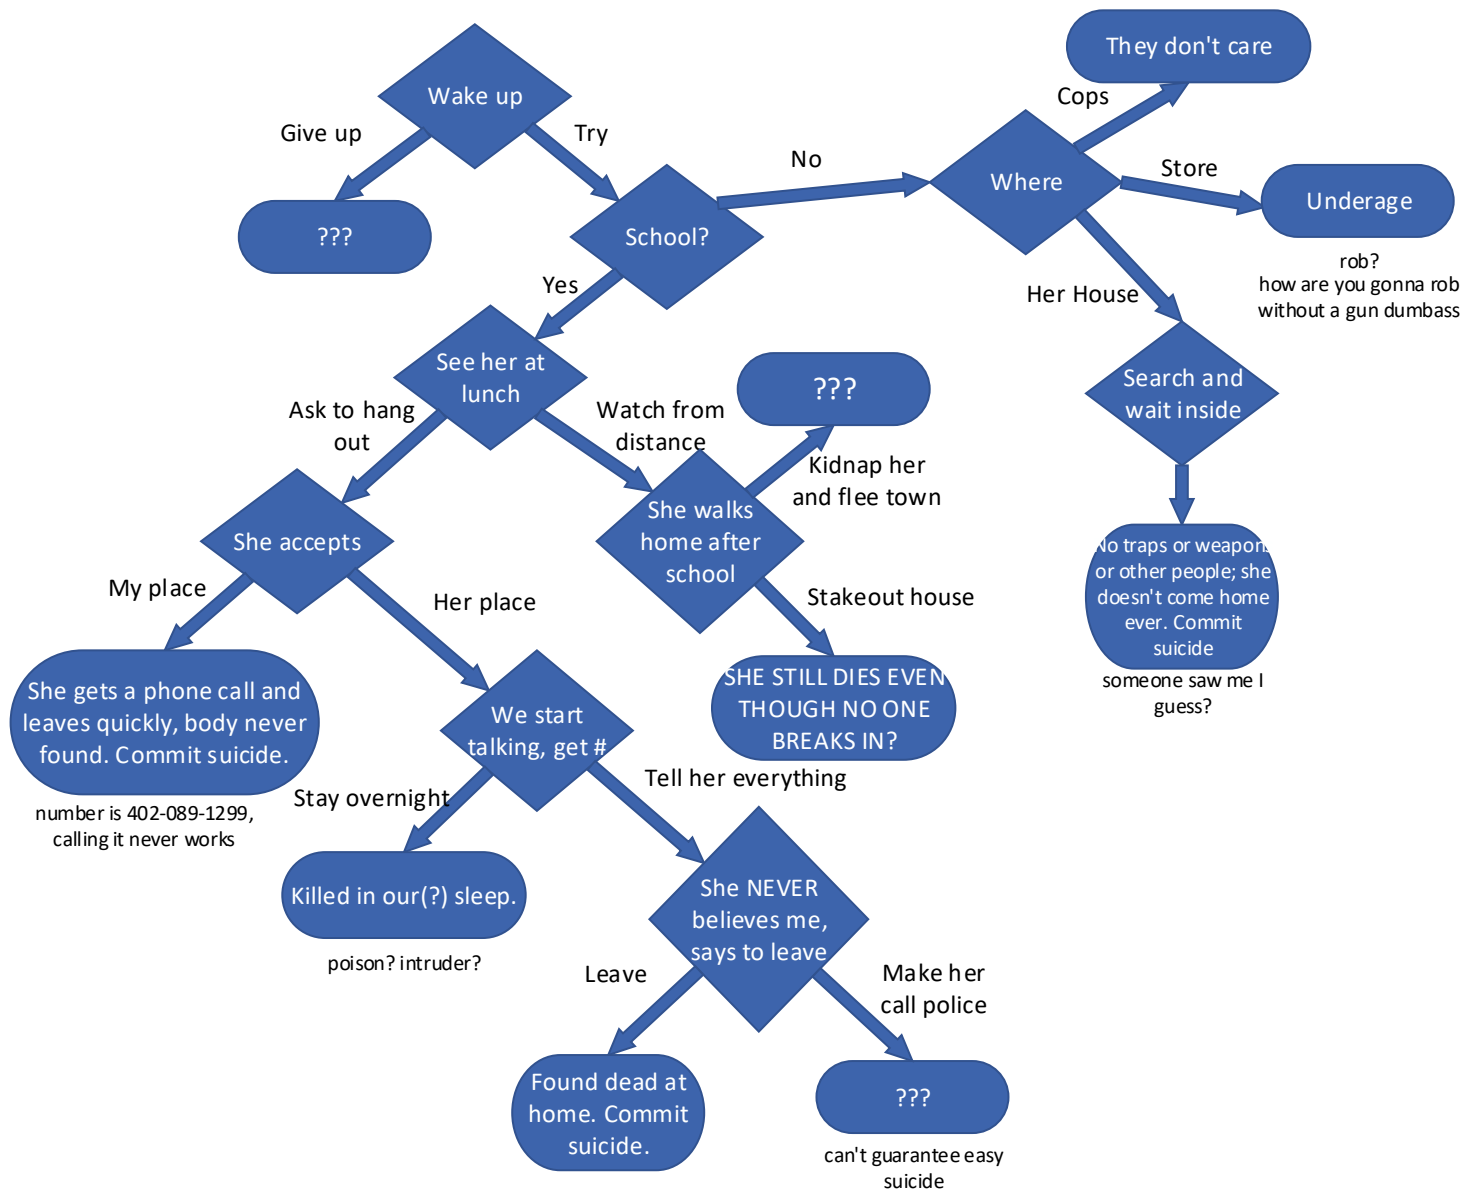 Wake up
Give up
Try
???
School?
No
Yes
Where
Cops
They don't care
Store
Underage
rob?
how are you gonna rob
without a gun dumbass
Her House
Search and
wait inside
No traps or weapons
or other people; she
doesn't come home
ever. Commit
suicide
someone saw me I
guess?
See her at
lunch
Ask to hang
out
Watch from
distance
She walks
home after
school
Kidnap her
and flee town
???
Stakeout house
SHE STILL DIES EVEN
THOUGH NO ONE
BREAKS IN?
She accepts
My place
Her place
She gets a phone call and
leaves quickly, body never
found. Commit suicide.
number is 402-089-1299,
calling it never works
We start
talking, get #
Stay overnight
Tell her everything
Killed in our(?) sleep.
poison? intruder?
She NEVER
believes me,
says to leave
Leave
Make her
call police
Found dead at
home. Commit
suicide.
???
can't guarantee easy
suicide